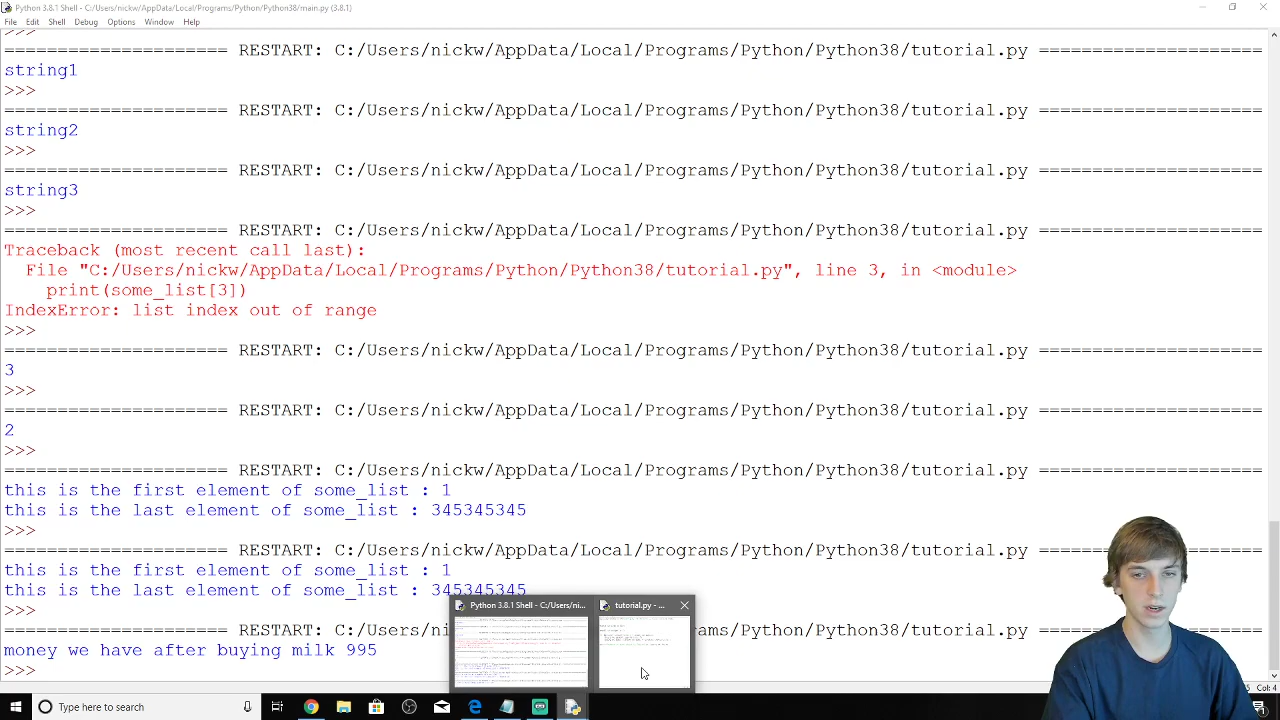 Python 3.8.1 Shell - C:/Users/nickw/AppData/Local/Programs/Python/Python38/main.py (3.8.1)
File Edit Shell Debug Options Window Help
>>>
===================== RESTART: C:/Users/nickw/AppData/Local/Programs/Python/Python38/tutorial.py =====================
string1
>>>
===================== RESTART: C:/Users/nickw/AppData/Local/Programs/Python/Python38/tutorial.py =====================
string2
>>>
===================== RESTART: C:/Users/nickw/AppData/Local/Programs/Python/Python38/tutorial.py =====================
string3
>>>
===================== RESTART: C:/Users/nickw/AppData/Local/Programs/Python/Python38/tutorial.py =====================
Traceback (most recent call last):
File "C:/Users/nickw/AppData/Local/Programs/Python/Python38/tutorial.py", line 3, in <module>
print(some_list[3])
IndexError: list index out of range
>>>
===================== RESTART: C:/Users/nickw/AppData/Local/Programs/Python/Python38/tutorial.py =====================
3
>>>
===================== RESTART: C:/Users/nickw/AppData/Local/Programs/Python/Python38/tutorial.py =====================
2
>>>
===================== RESTART: C:/Users/nickw/AppData/Local/Programs/Python/Python38/tutorial.py =====================
this is the first element of some_list : 1
this is the last element of some_list : 345345345
>>>
===================== RESTART: C:/Users/nickw/AppData/Local/Programs/Python/Python38/tutorial.py =====================
this is the first element of some_list : 1
this is the last element of some_list : 345345345
>>>
Python 3.8.1 Shell - C:/Users/ni... tutorial.py - ...
===================== RESTART: C:/Users/ni ams/Python/Python38/tutorial.py =====================
money we have after buying milk :95
5 Col: 4
Type here to search